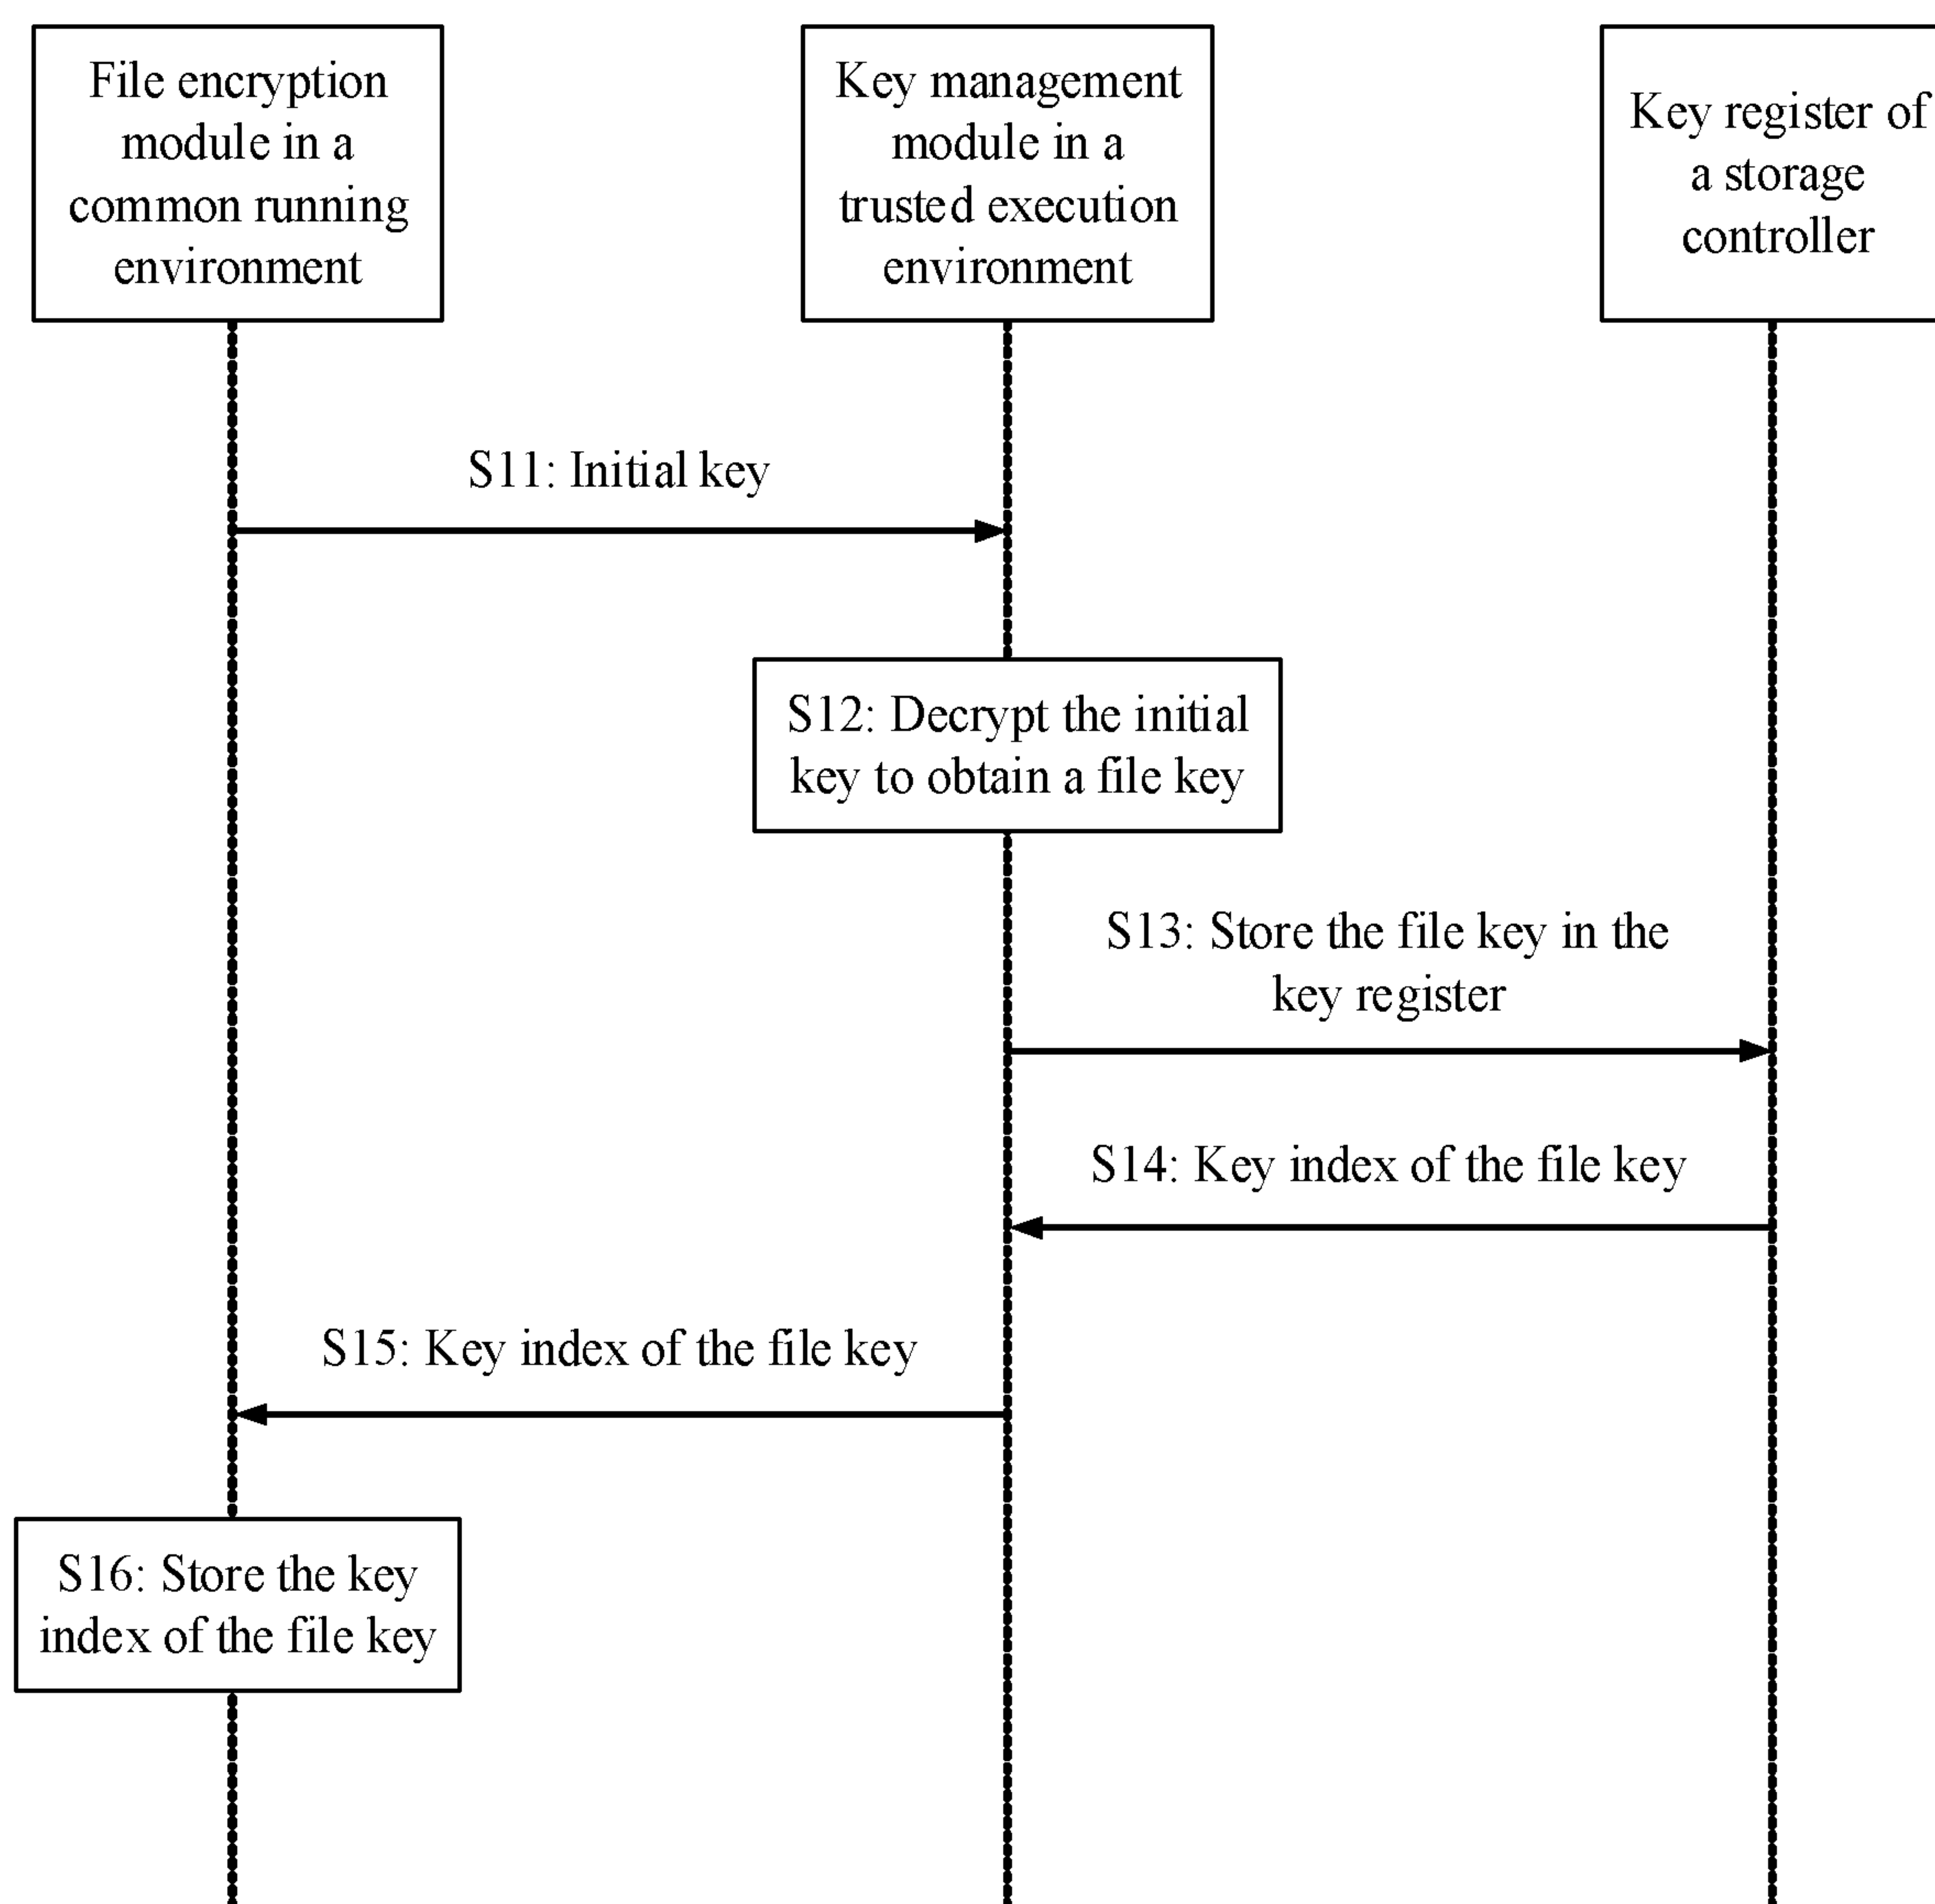 File encryption
module in a
common running
environment
Key management
module in a
trusted execution
environment
Key register of
a storage
controller
S11: Initial key
S12: Decrypt the initial
key to obtain a file key
S13: Store the file key in the
key register
S14: Key index of the file key
S15: Key index of the file key
S16: Store the key
index of the file key